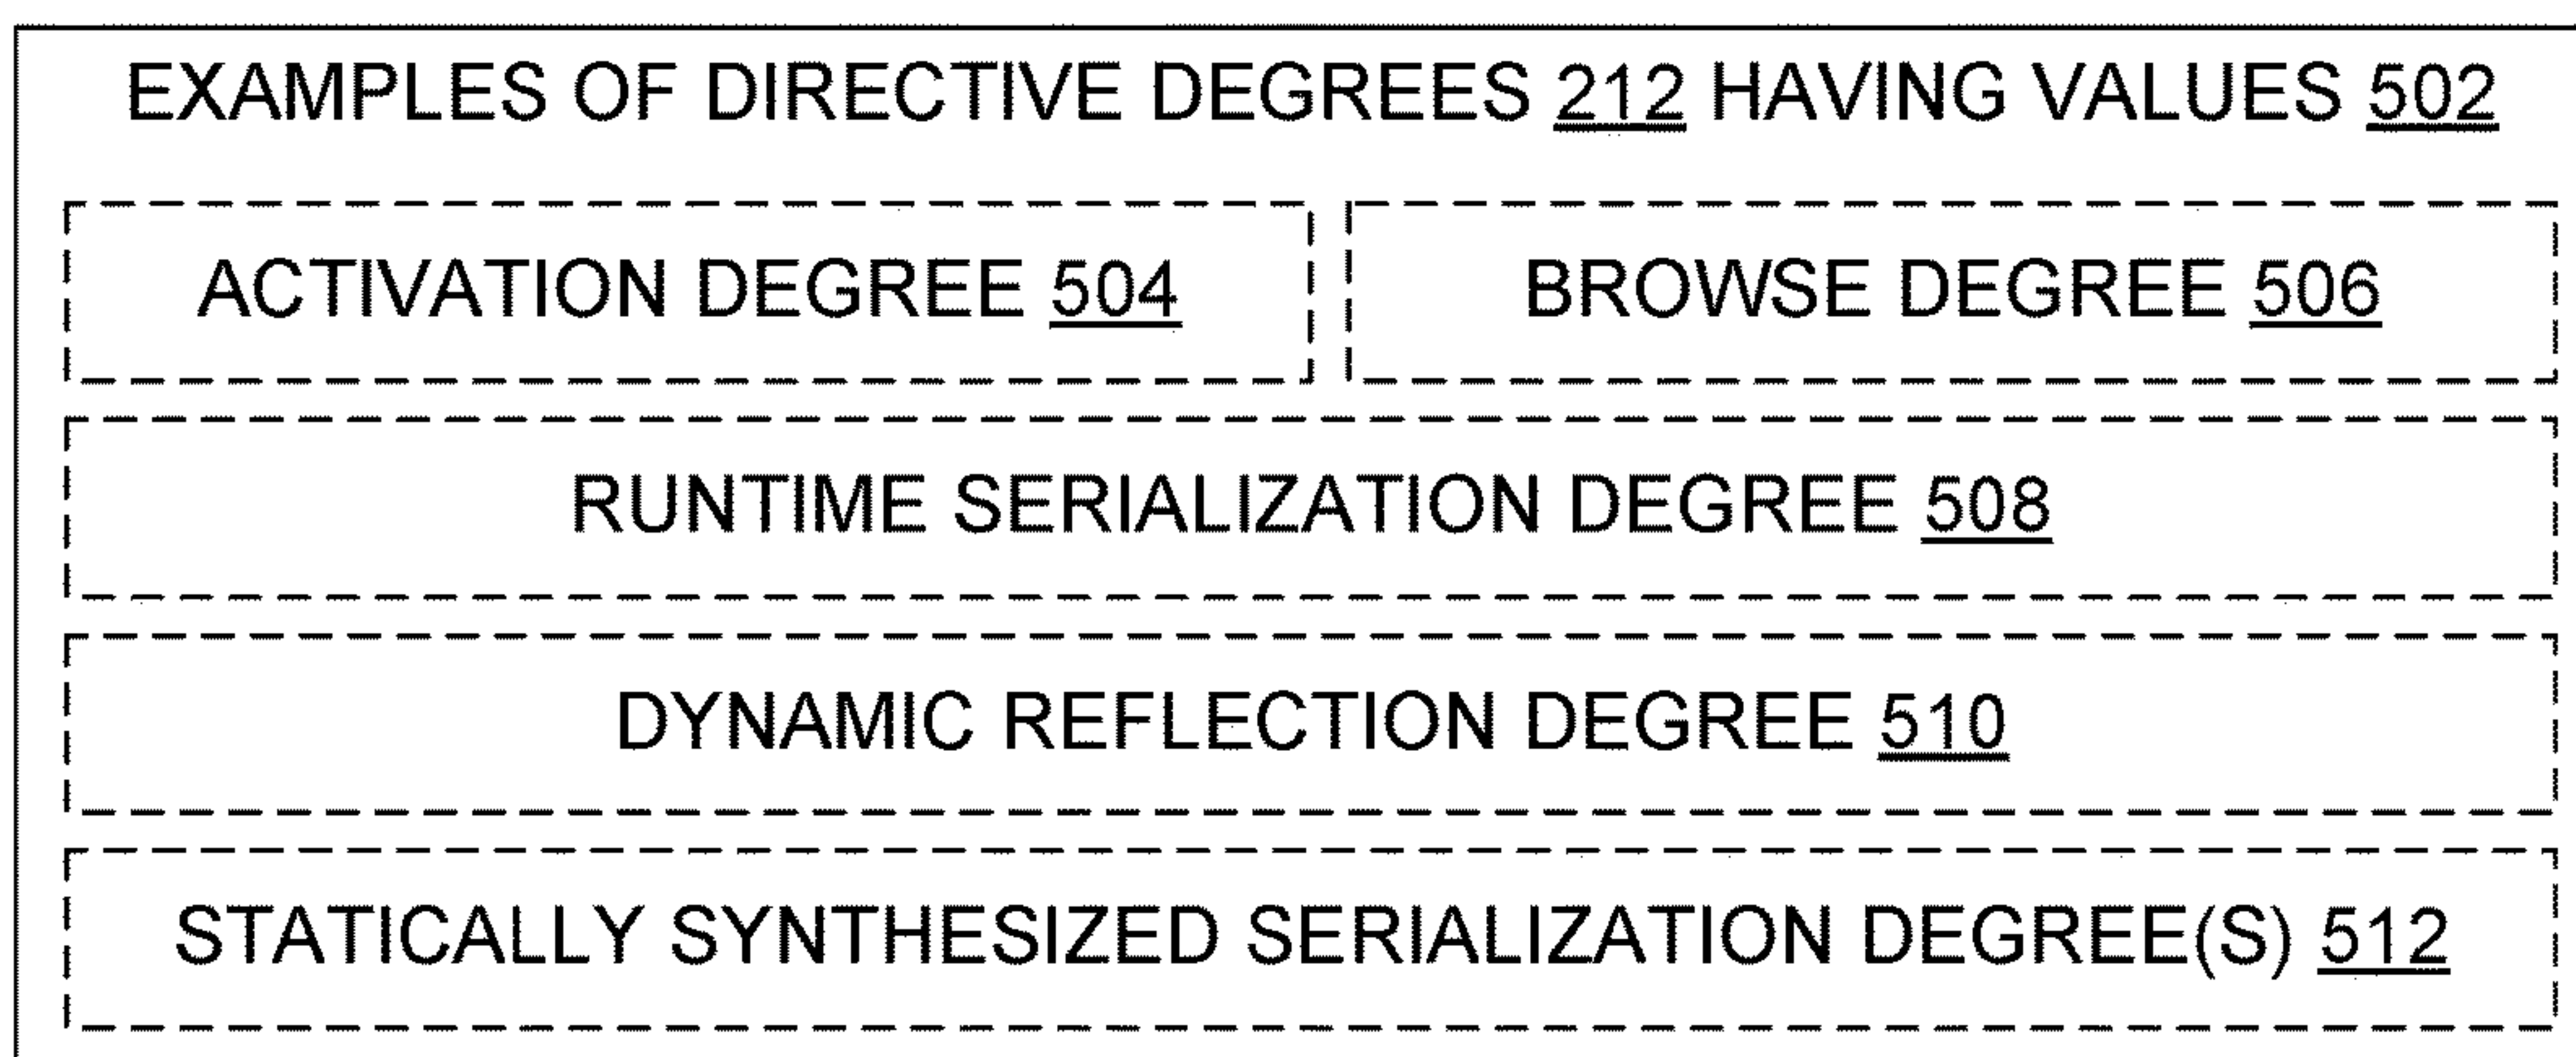 EXAMPLES OF DIRECTIVE DEGREES 212 HAVING VALUES 502
ACTIVATION DEGREE 504
BROWSE DEGREE 506
RUNTIME SERIALIZATION DEGREE 508
DYNAMIC REFLECTION DEGREE 510
STATICALLY SYNTHESIZED SERIALIZATION DEGREE(S) 512